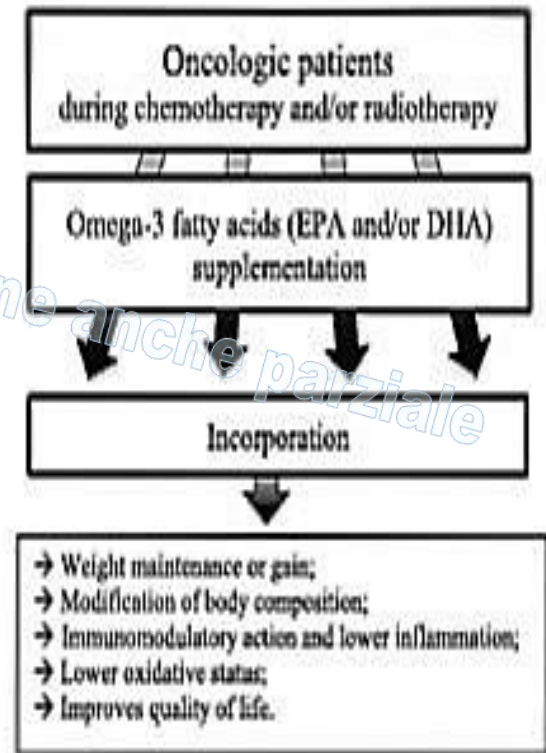 Oncologic patients
during chemotherapy and/or radiotherapy
Omega-3 fatty acids (EPA and/or DHA)
supplementation
ne anche parziale
Incorporation
→ Weight maintenance or gain;
→ Modification of body composition;
→ Immunomodulatory action and lower inflammation;
→ Lower oxidative status;
→ Improves quality of life.